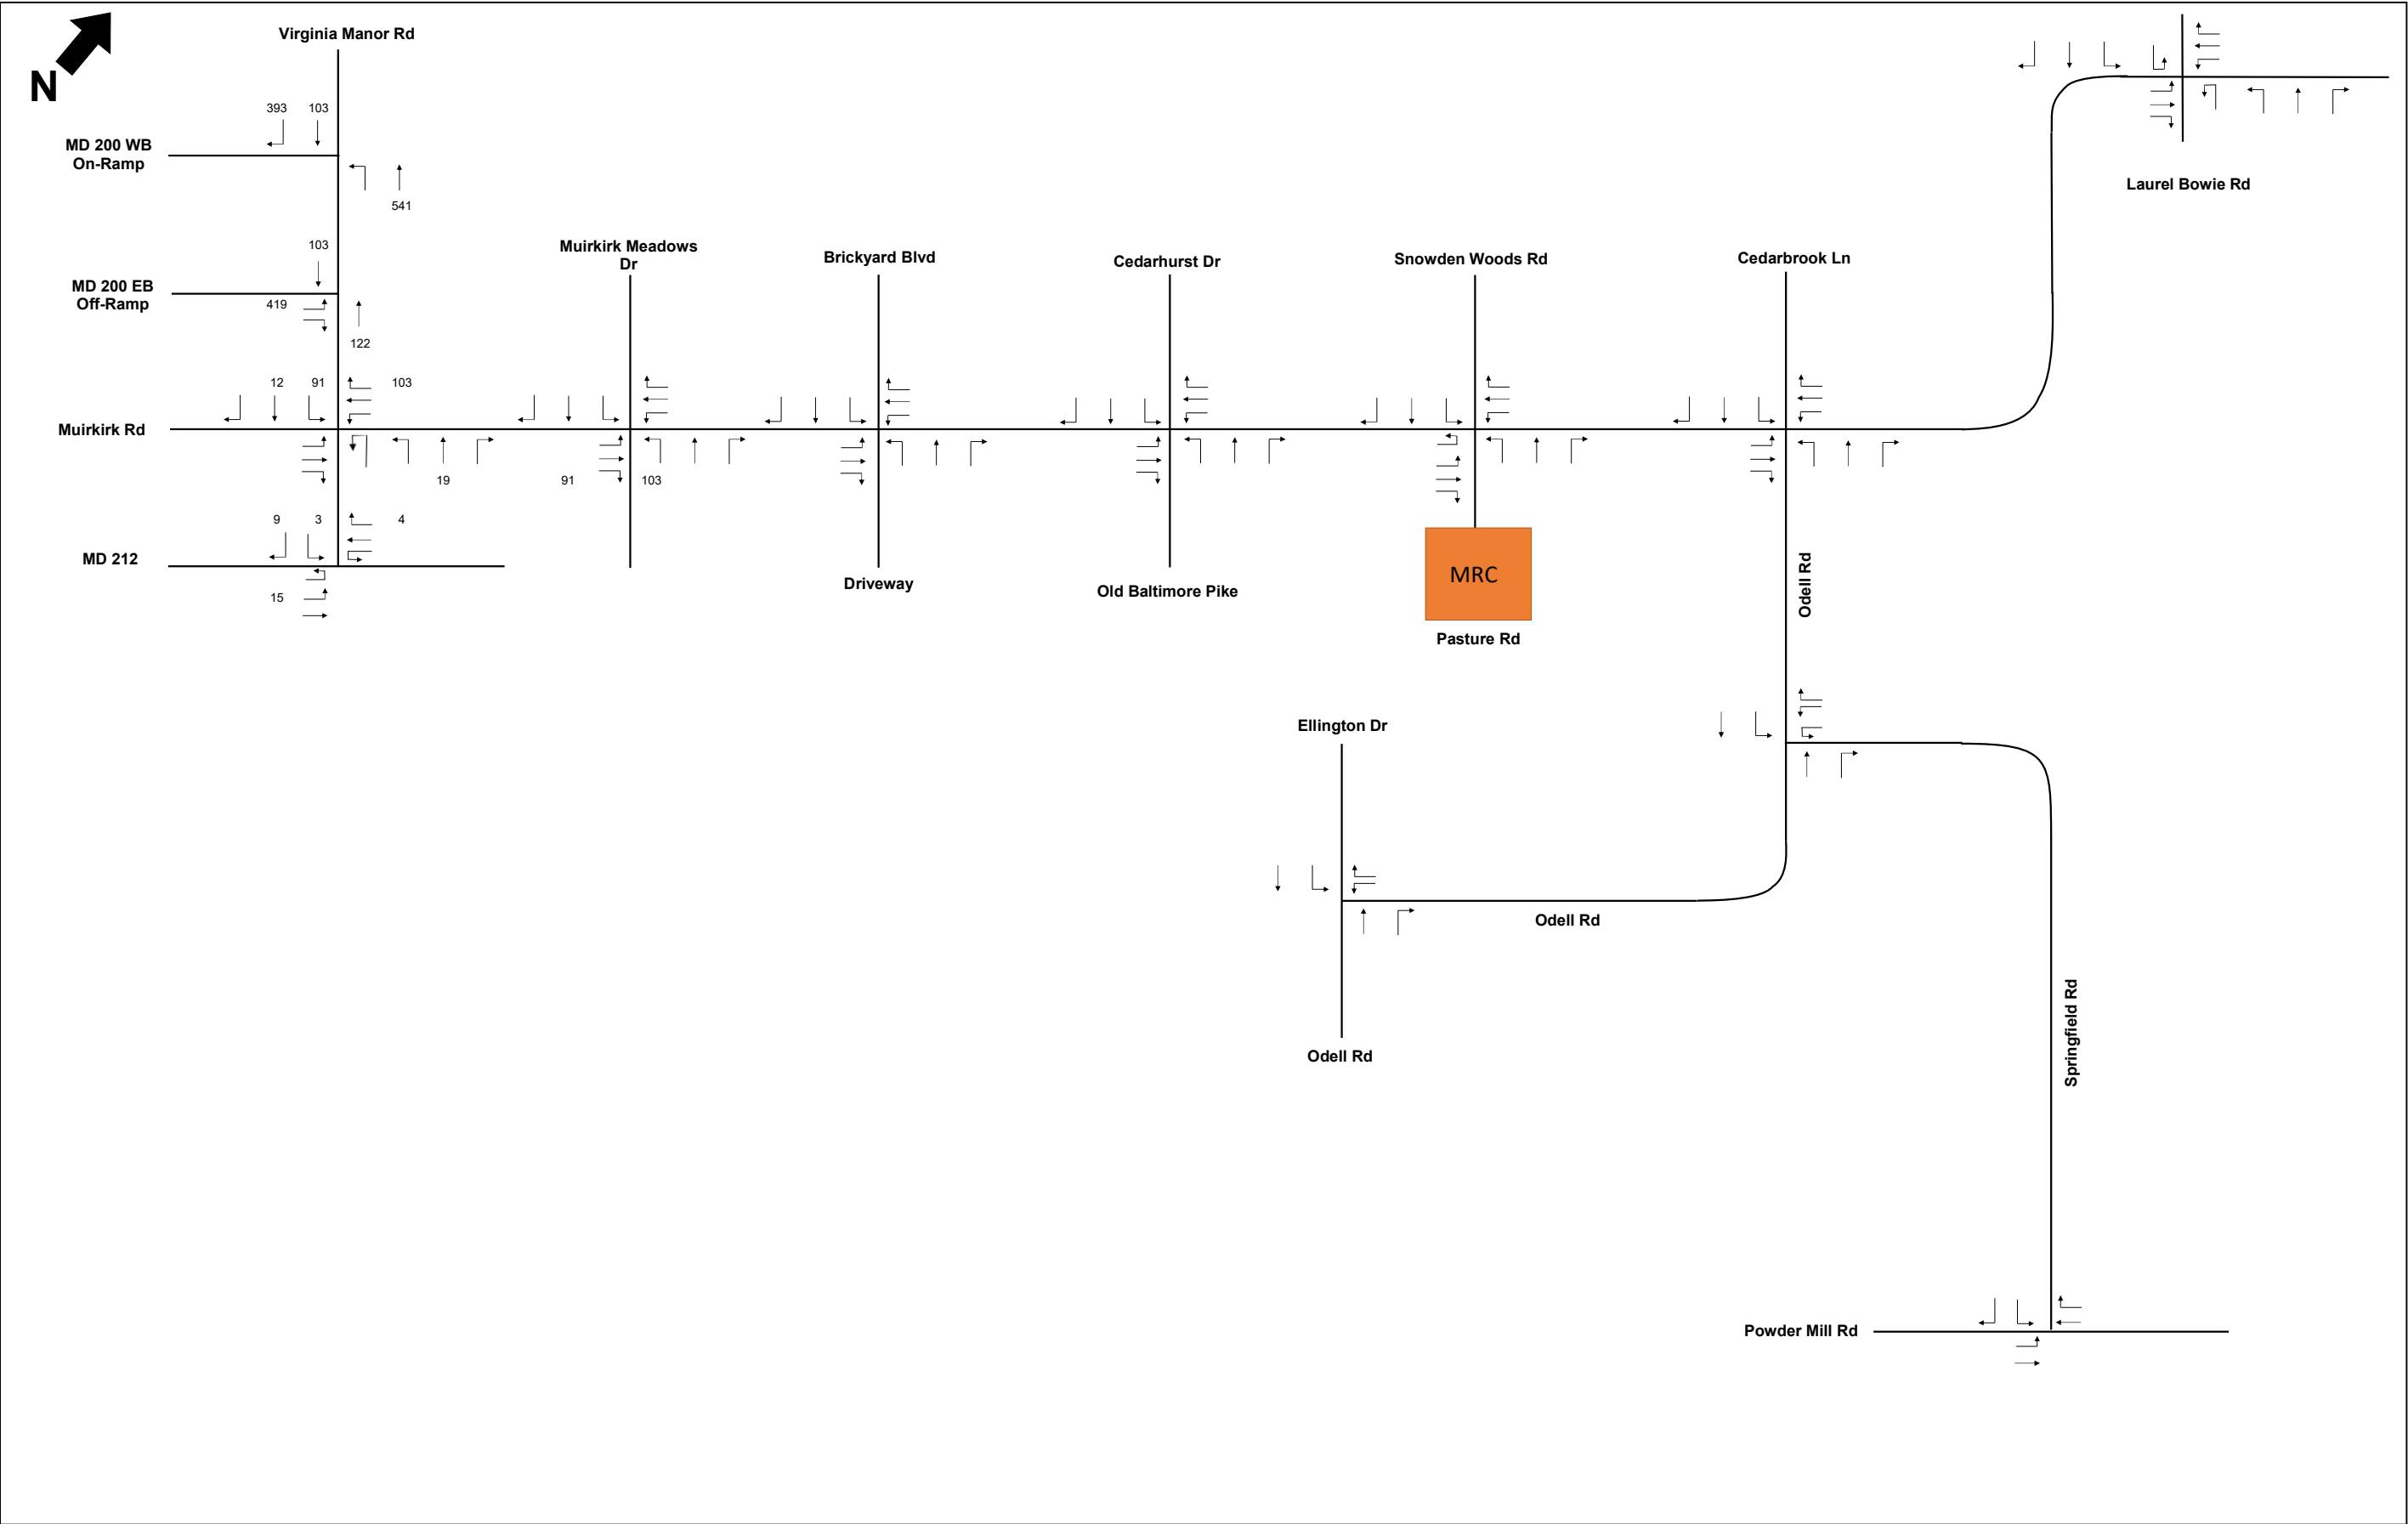 N
Virginia Manor Rd
393 103
MD 200 WB
On-Ramp
541
Laurel Bowie Rd
103
MD 200 EB
Off-Ramp
419
122
Muirkirk Meadows
Dr
Brickyard Blvd
Cedarhurst Dr
Snowden Woods Rd
Cedarbrook Ln
12 91 103
Muirkirk Rd
19
91 103
9 3 4
MD 212
15
Driveway
Old Baltimore Pike
MRC
Pasture Rd
Odell Rd
Ellington Dr
Odell Rd
Odell Rd
Springfield Rd
Powder Mill Rd